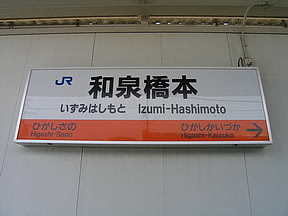 JR 和泉橋本
いずみはしもと Izumi-Hashimoto
ひがしさの ひがしかいづか
Higashi-Sano Higashi-Kaizuka